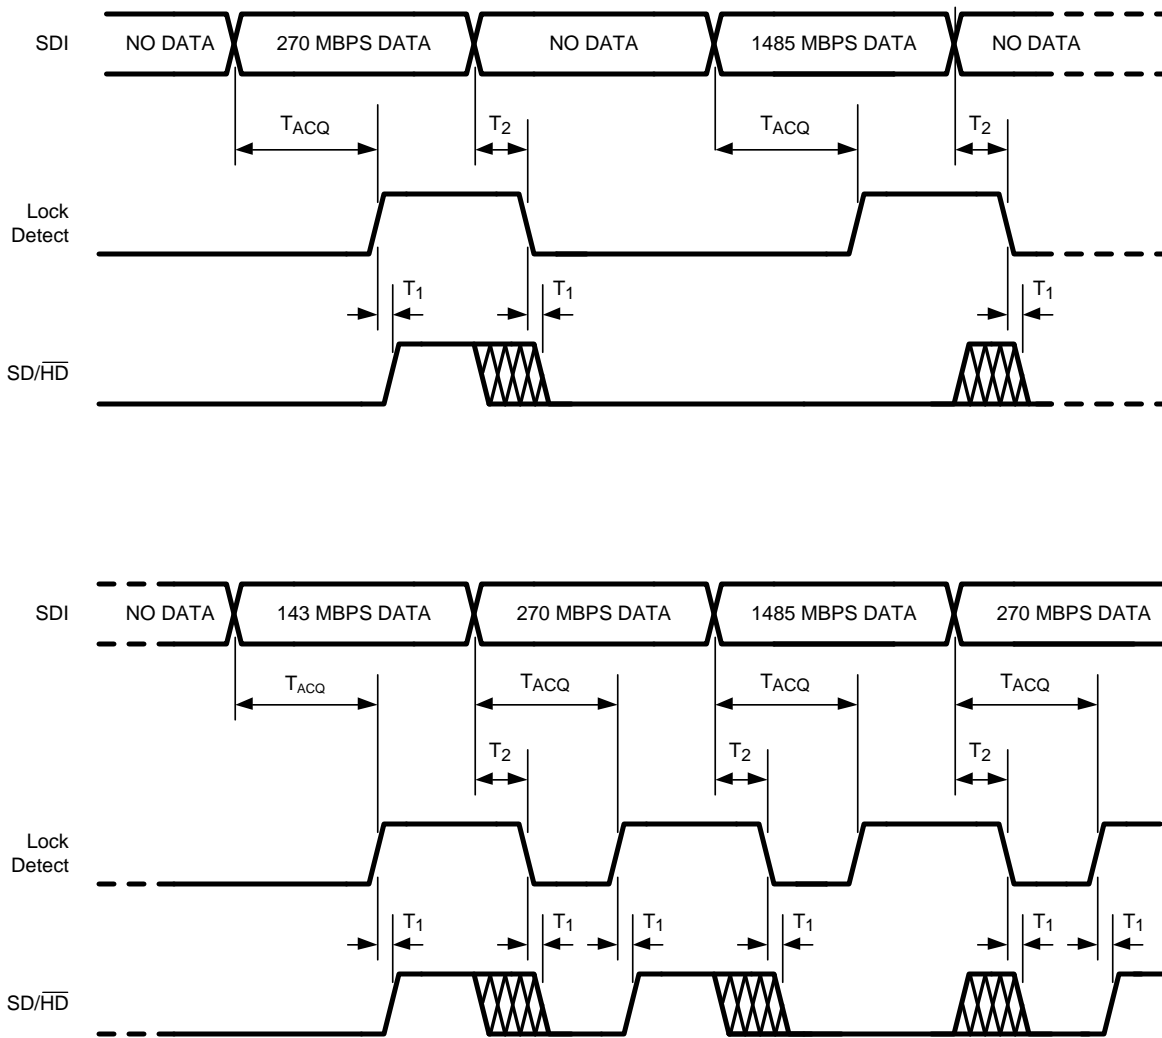 SDI NO DATA 270 MBPS DATA NO DATA 1485 MBPS DATA NO DATA
TACQ T2 TACQ T2
Lock
Detect
T1 T1 T1
SD/HD
SDI NO DATA 143 MBPS DATA 270 MBPS DATA 1485 MBPS DATA 270 MBPS DATA
TACQ TACQ TACQ TACQ
T2 T2 T2
Lock
Detect
T1 T1 T1 T1 T1 T1
SD/HD